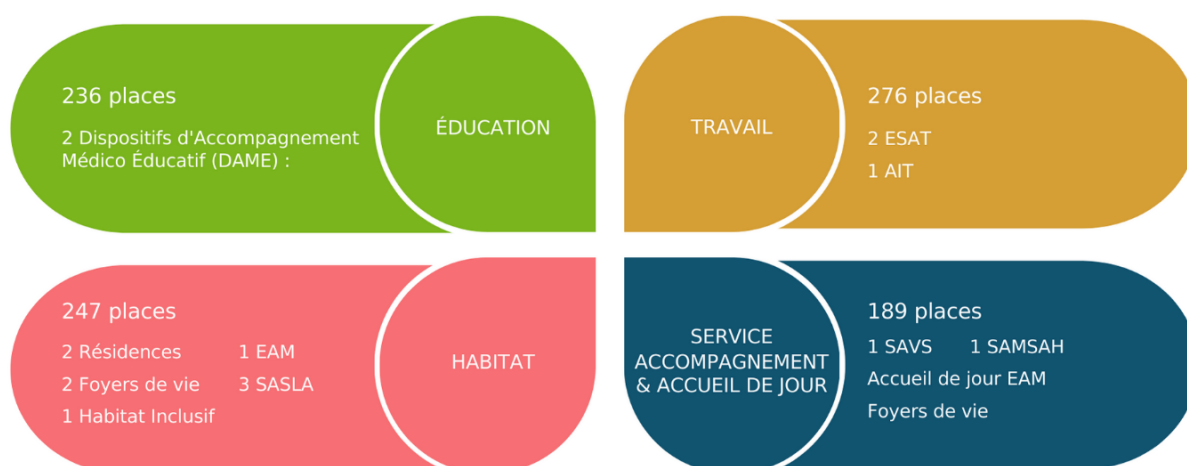 236 places
2 Dispositifs d'Accompagnement
Médico Éducatif (DAME) :
ÉDUCATION
TRAVAIL
276 places
2 ESAT
1 AIT
247 places
2 Résidences 1 EAM
2 Foyers de vie 3 SASLA
1 Habitat Inclusif
HABITAT
SERVICE
ACCOMPAGNEMENT
& ACCUEIL DE JOUR
189 places
1 SAVS 1 SAMSAH
Accueil de jour EAM
Foyers de vie